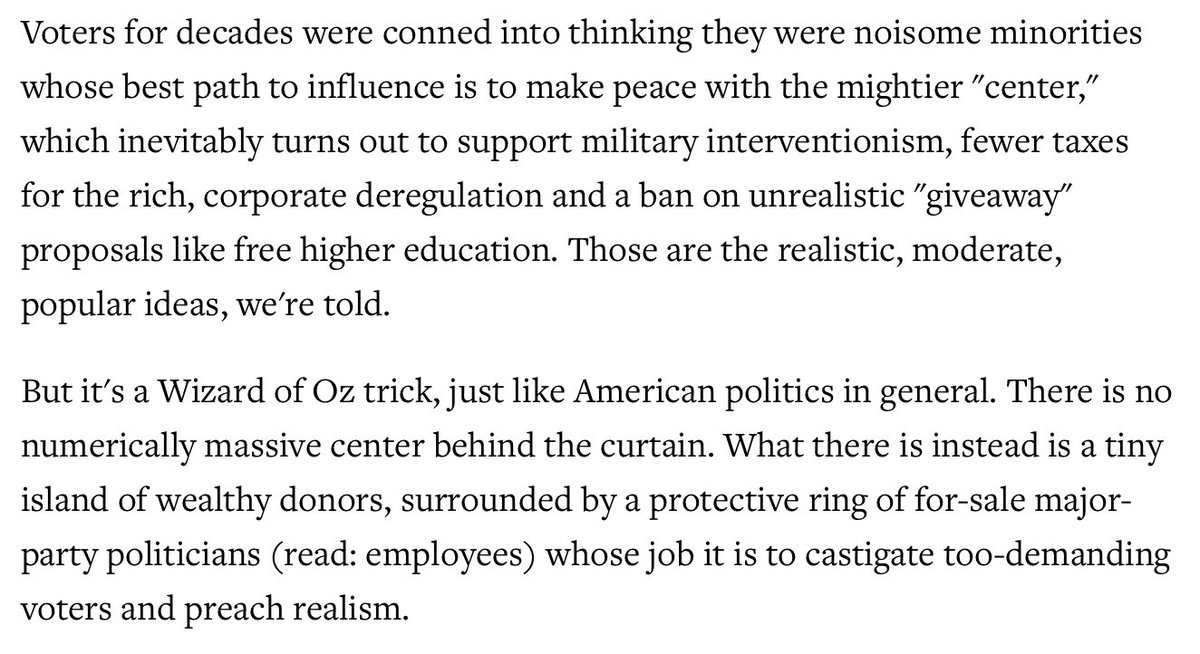 Voters for decades were conned into thinking they were noisome minorities
whose best path to influence is to make peace with the mightier "center,"
which inevitably turns out to support military interventionism, fewer taxes
for the rich, corporate deregulation and a ban on unrealistic "giveaway"
proposals like free higher education. Those are the realistic, moderate,
popular ideas, we're told.
But it's a Wizard of Oz trick, just like American politics in general. There is no
numerically massive center behind the curtain. What there is instead is a tiny
island of wealthy donors, surrounded by a protective ring of for-sale major-
party politicians (read: employees) whose job it is to castigate too-demanding
voters and preach realism.